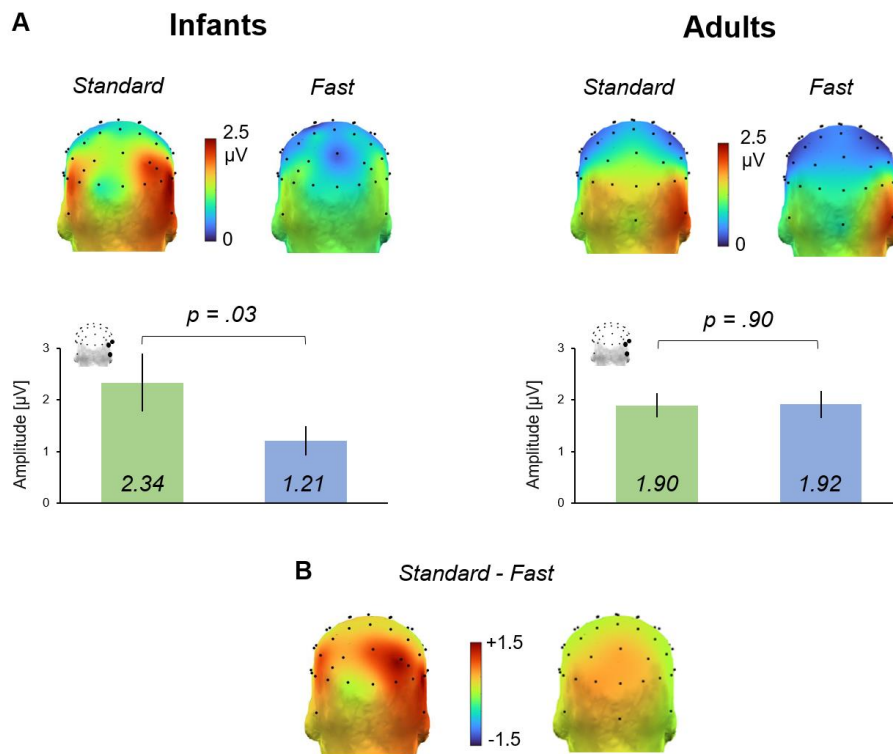 A
Infants
Adults
Standard
Fast
Standard
Fast
2.5
µV
0
2.5
µV
0
p = .03
p = .90
Amplitude [µV]
3
2
1
0
2.34
1.21
Amplitude [µV]
3
2
1
0
1.90
1.92
B
Standard - Fast
+1.5
-1.5